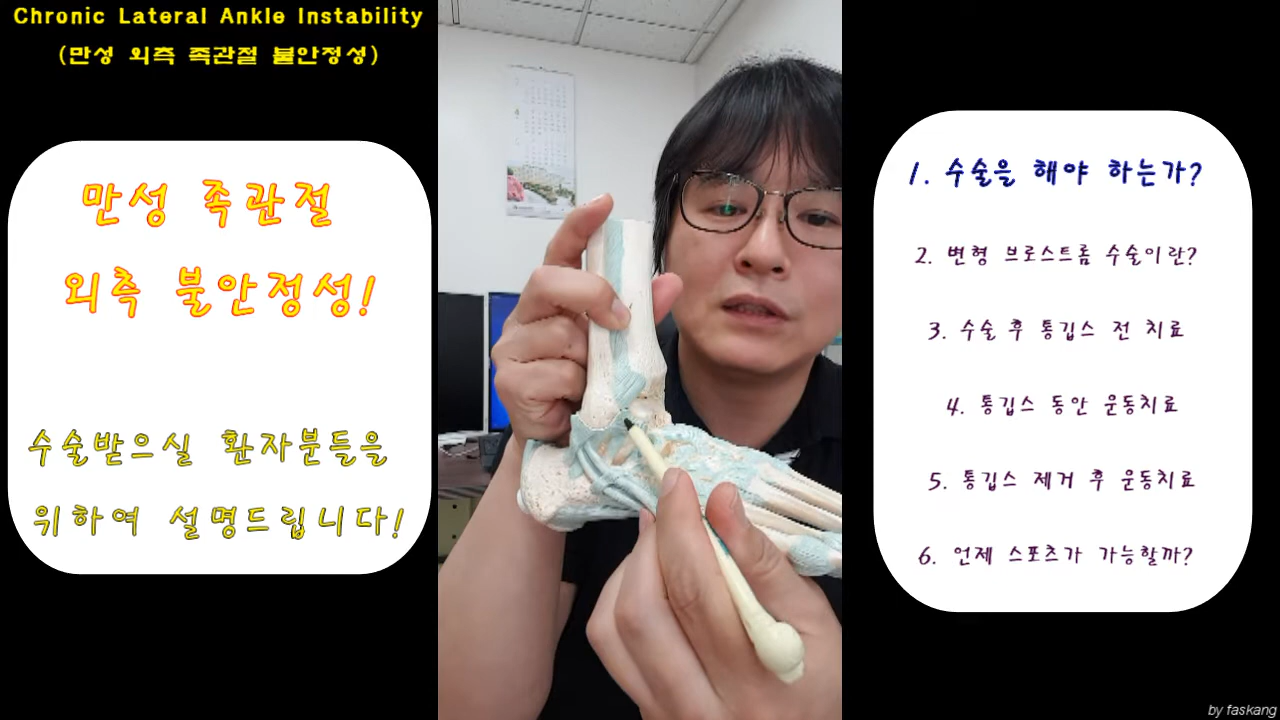 Chronic Lateral Ankle Instability
(만성 외측 족관절 불안정성)
만성 족관절
외측 불안정성!
수술받으실 환자분들을
위하여 설명드립니다!
1. 수술을 해야 하는가?
2. 변형 브로스트롬 수술이란?
3. 수술 후 통깁스 전 치료
4. 통깁스 동안 운동치료
5. 통깁스 제거 후 운동치료
6. 언제 스포츠가 가능할까?
by faskang